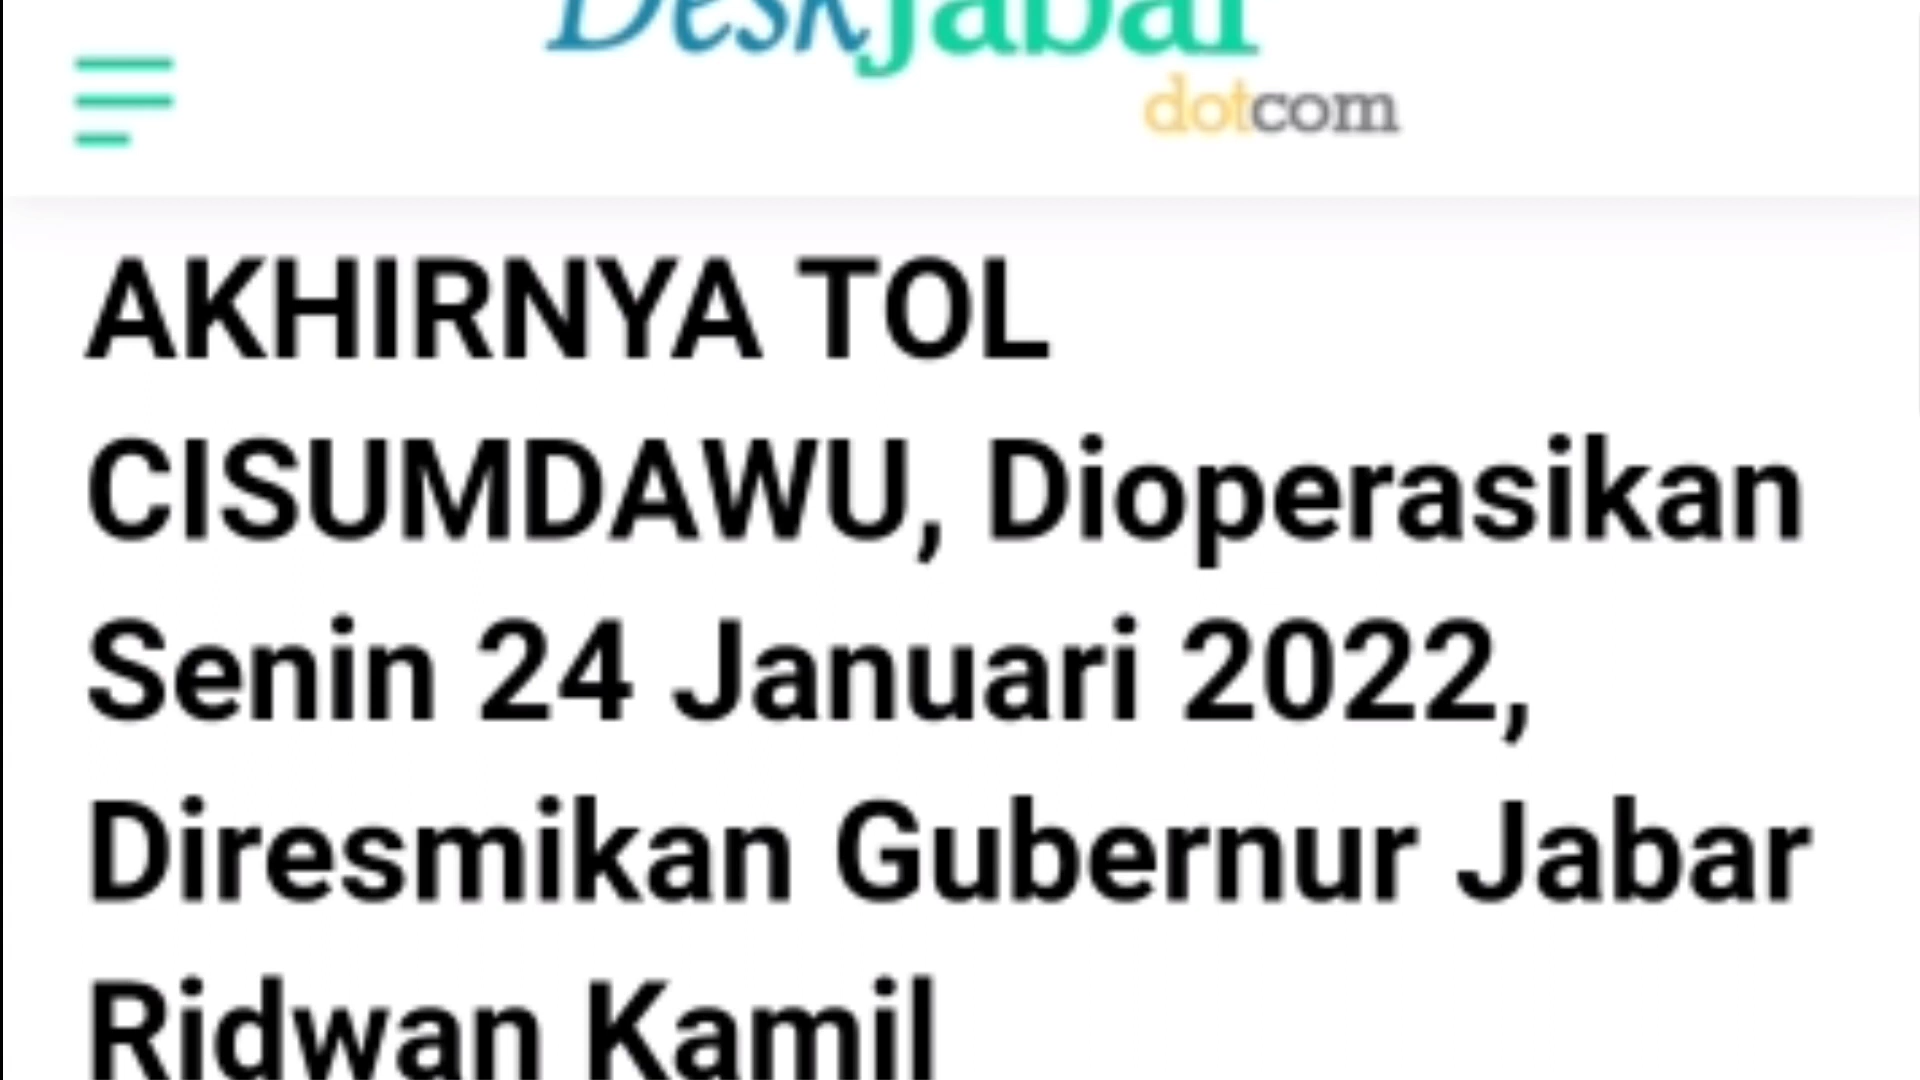 DeskJabar
dotcom
AKHIRNYA TOL
CISUMDAWU, Dioperasikan
Senin 24 Januari 2022,
Diresmikan Gubernur Jabar
Ridwan Kamil